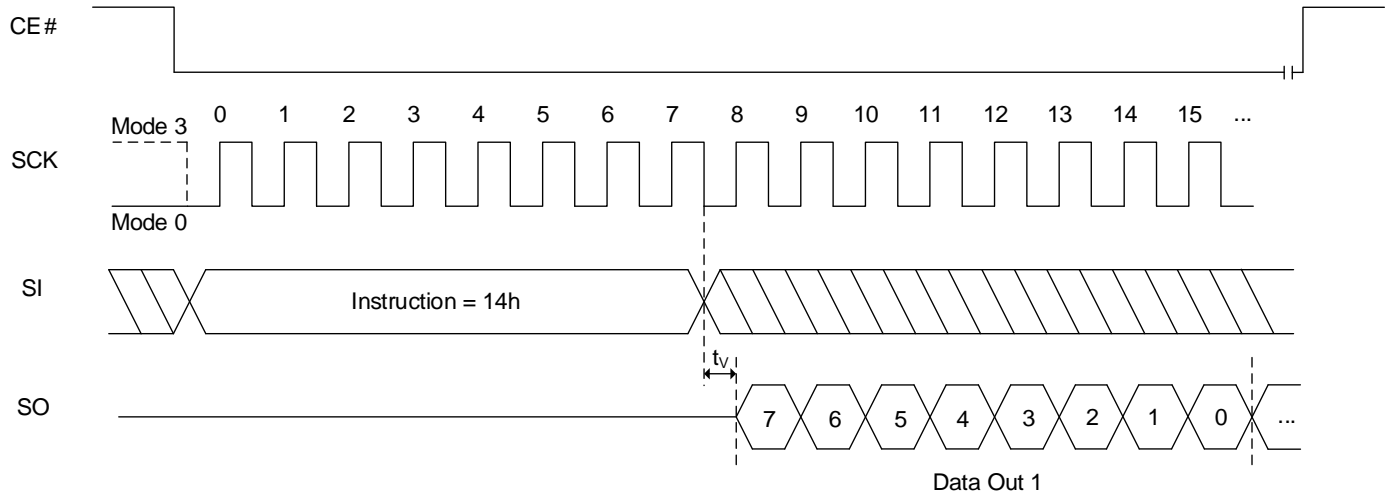 CE#
0 1 2 3 4 5 6 7 8 9 10 11 12 13 14 15 ...
Mode 3
SCK
Mode 0
SI
Instruction = 14h
tV
SO
7 6 5 4 3 2 1 0 ...
Data Out 1